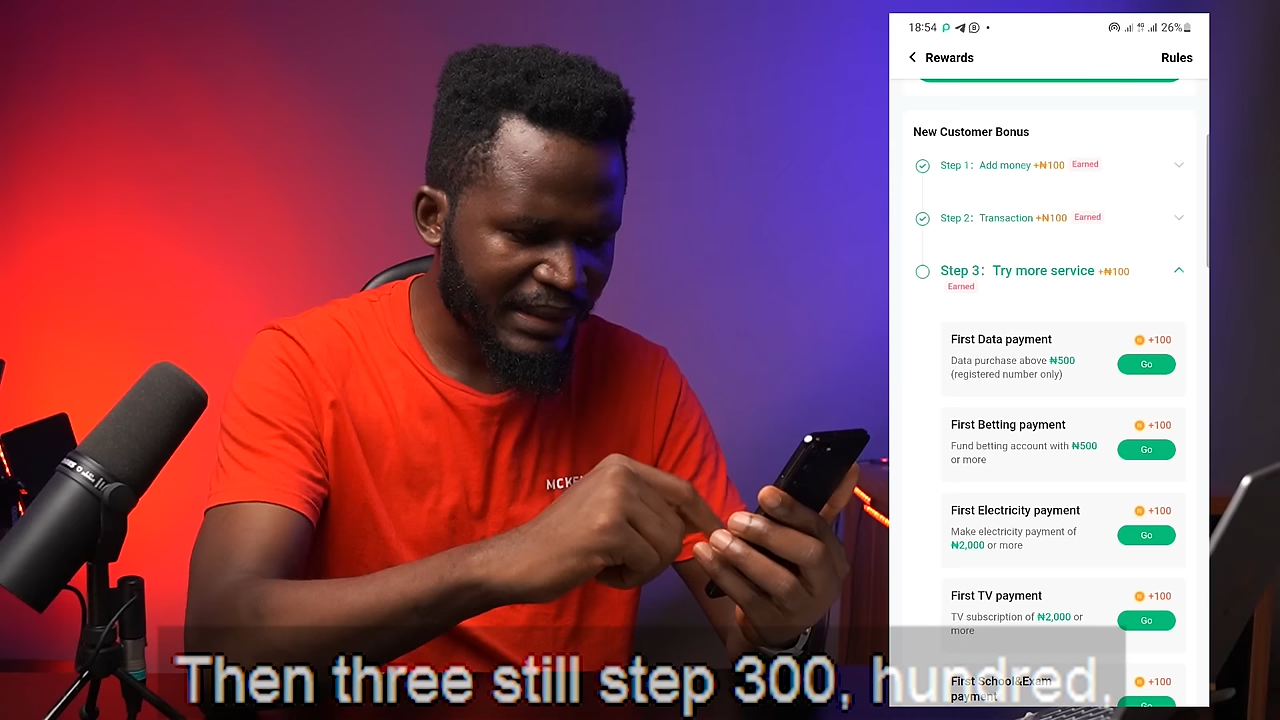 18:54
26%
Rewards
Rules
New Customer Bonus
Step 1: Add money +₦100 Earned
Step 2: Transaction +₦100 Earned
Step 3: Try more service +₦100
Earned
First Data payment +100
Data purchase above ₦500
(registered number only)
Go
First Betting payment +100
Fund betting account with ₦500
or more
Go
First Electricity payment +100
Make electricity payment of
₦2,000 or more
Go
First TV payment +100
TV subscription of ₦2,000 or
more
Go
First School&Exam +100
payment
Go
Then three still step 300, hundred.